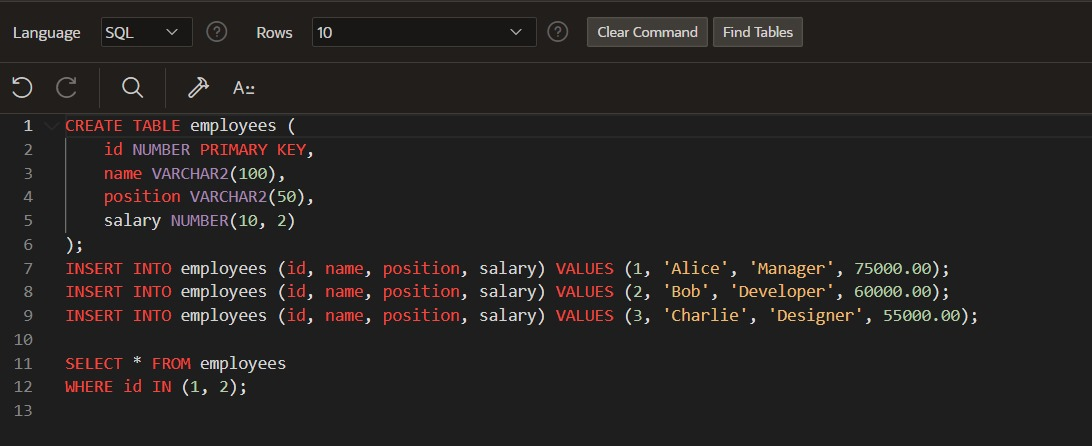 Language SQL ? Rows 10 ? Clear Command Find Tables
A::
1 CREATE TABLE employees (
2 id NUMBER PRIMARY KEY,
3 name VARCHAR2(100),
4 position VARCHAR2(50),
5 salary NUMBER(10, 2)
6 );
7 INSERT INTO employees (id, name, position, salary) VALUES (1, 'Alice', 'Manager', 75000.00);
8 INSERT INTO employees (id, name, position, salary) VALUES (2, 'Bob', 'Developer', 60000.00);
9 INSERT INTO employees (id, name, position, salary) VALUES (3, 'Charlie', 'Designer', 55000.00);
10
11 SELECT * FROM employees
12 WHERE id IN (1, 2);
13